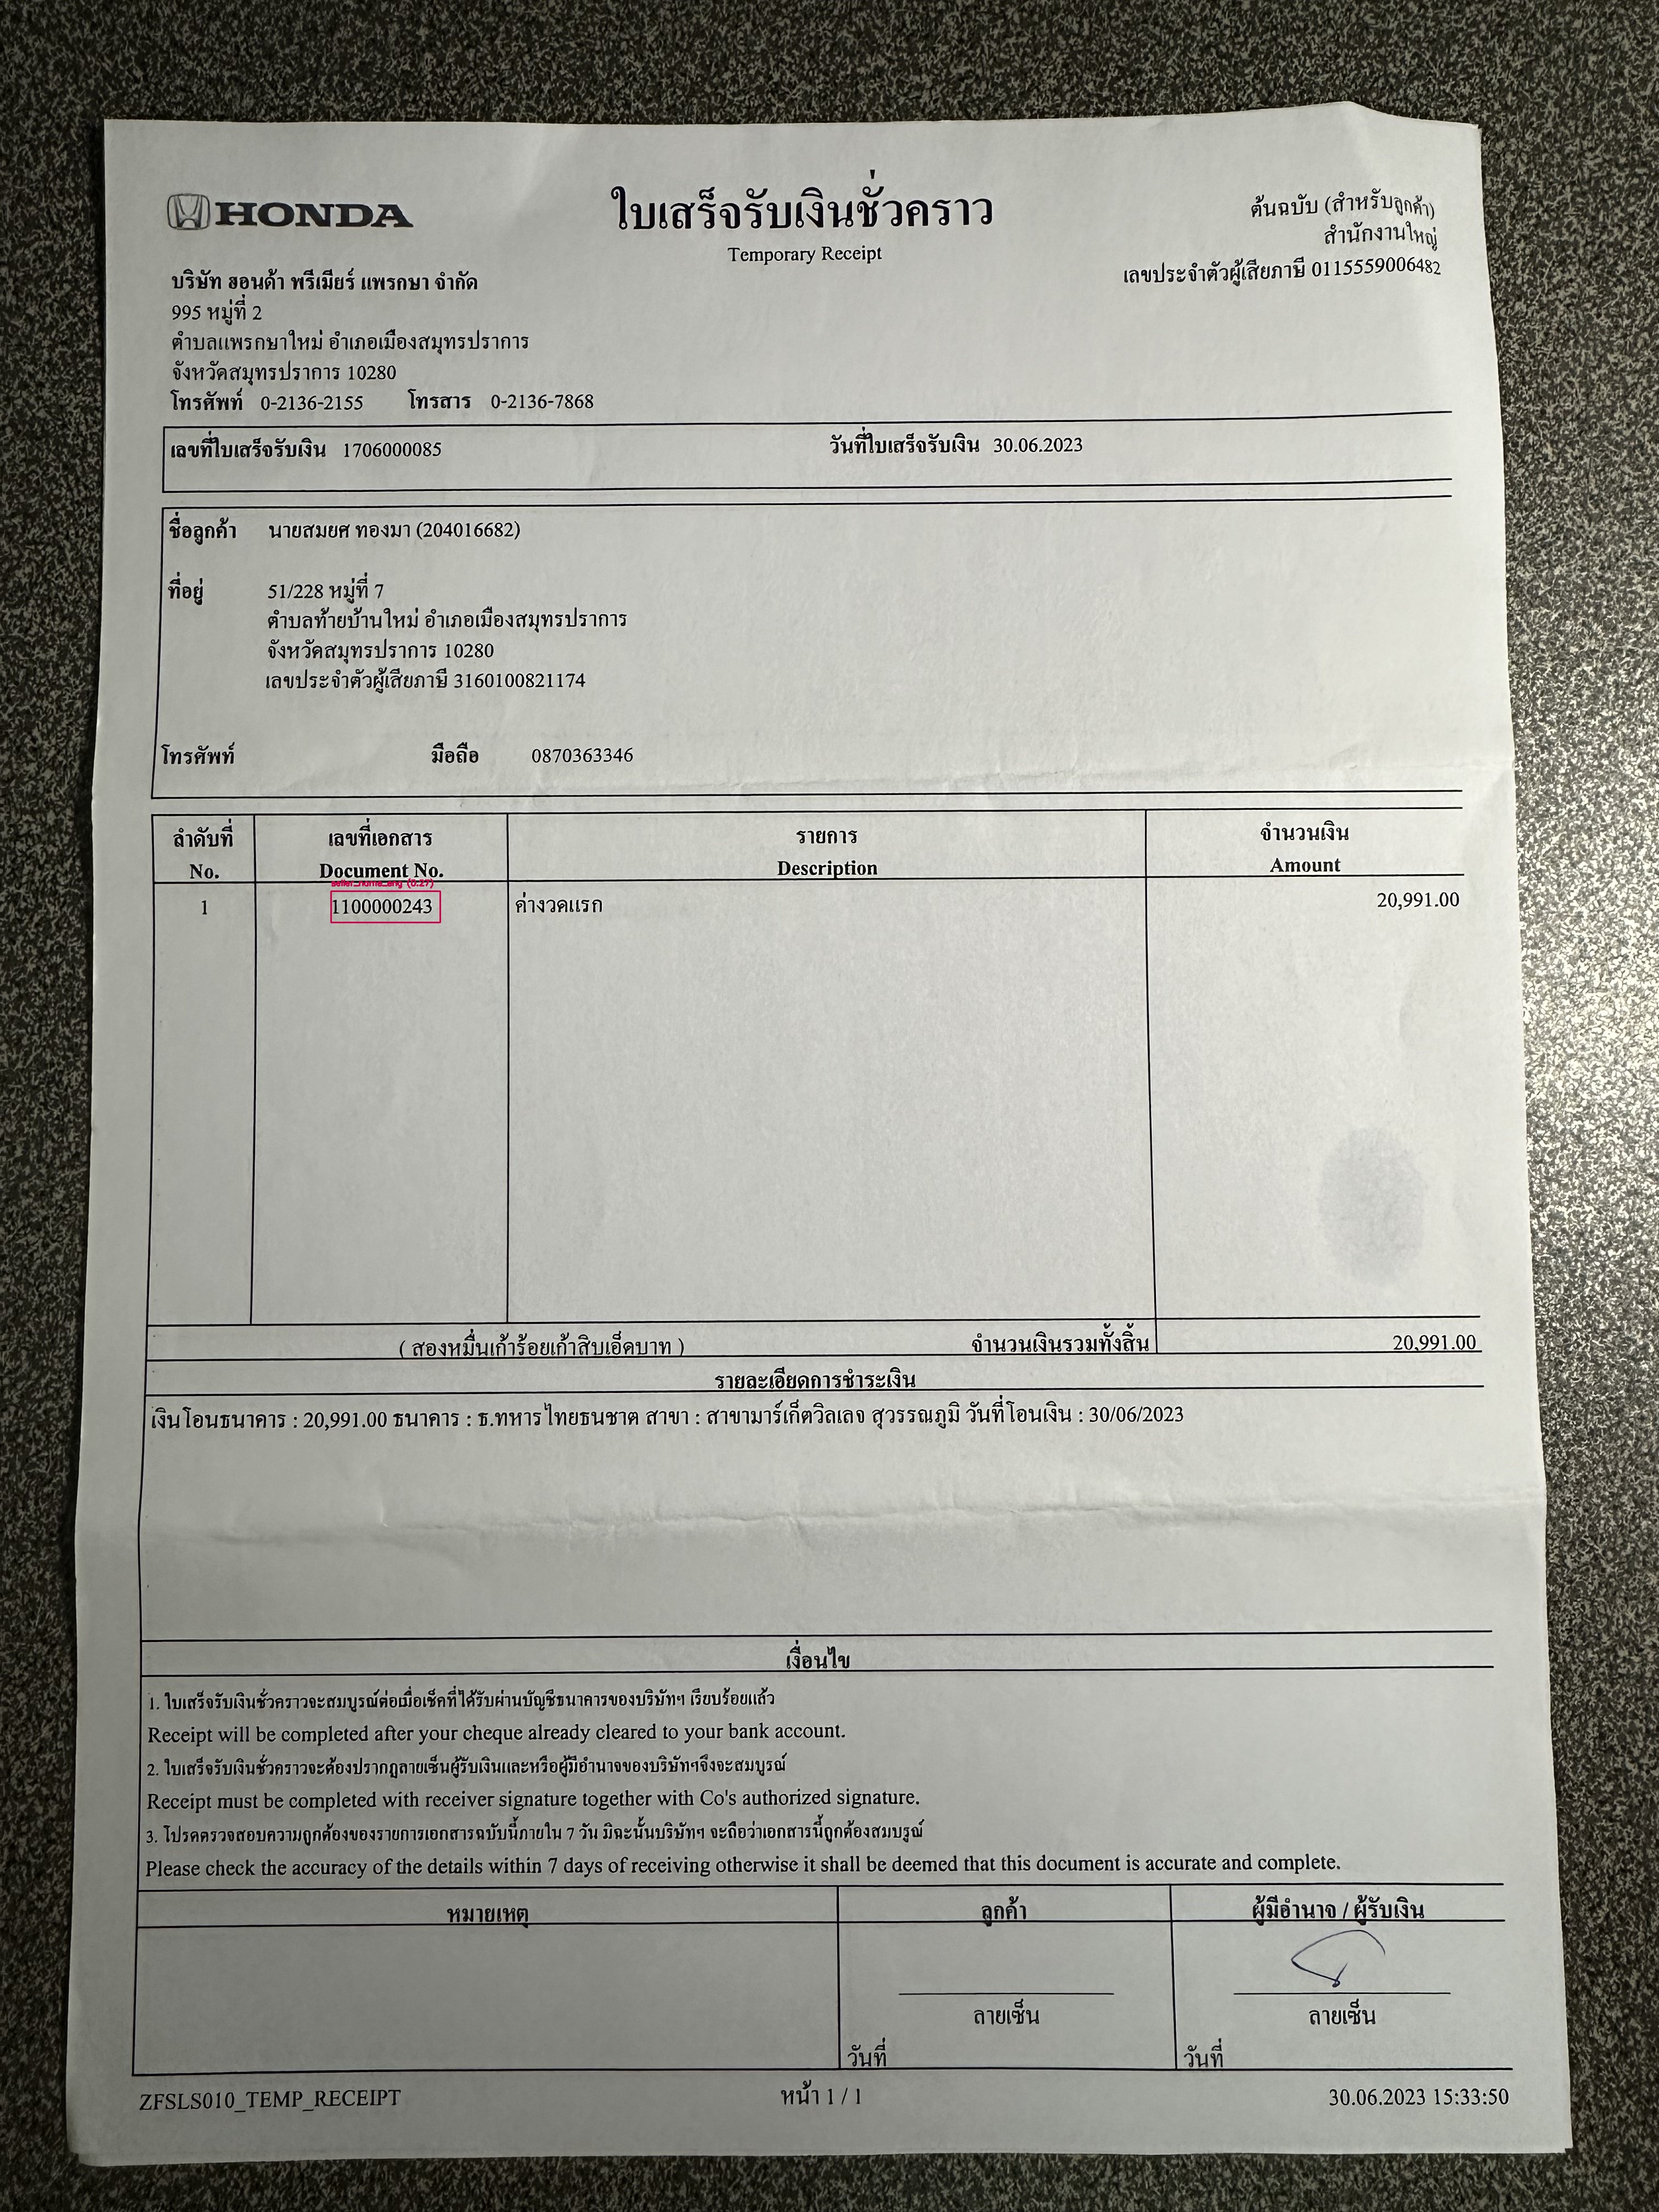 HONDA
ใบเสร็จรับเงินชั่วคราว
Temporary Receipt
ต้นฉบับ (สำหรับลูกค้า)
สำนักงานใหญ่
เลขประจำตัวผู้เสียภาษี 0115559006482
บริษัท ฮอนด้า พรีเมียร์ แพรกษา จำกัด
995 หมู่ที่ 2
ตำบลแพรกษาใหม่ อำเภอเมืองสมุทรปราการ
จังหวัดสมุทรปราการ 10280
โทรศัพท์ 0-2136-2155 โทรสาร 0-2136-7868
เลขที่ใบเสร็จรับเงิน 1706000085 วันที่ใบเสร็จรับเงิน 30.06.2023
ชื่อลูกค้า นายสมยศ ทองมา (204016682)
ที่อยู่ 51/228 หมู่ที่ 7
ตำบลท้ายบ้านใหม่ อำเภอเมืองสมุทรปราการ
จังหวัดสมุทรปราการ 10280
เลขประจำตัวผู้เสียภาษี 3160100821174
โทรศัพท์ มือถือ 0870363346
ลำดับที่ เลขที่เอกสาร รายการ จำนวนเงิน
No. Document No. Description Amount
seller_name_eng (0.27)
1 1100000243 ค่างวดแรก 20,991.00
( สองหมื่นเก้าร้อยเก้าสิบเอ็ดบาท ) จำนวนเงินรวมทั้งสิ้น 20,991.00
รายละเอียดการชำระเงิน
เงินโอนธนาคาร : 20,991.00 ธนาคาร : ธ.ทหารไทยธนชาต สาขา : สาขามาร์เก็ตวิลเลจ สุวรรณภูมิ วันที่โอนเงิน : 30/06/2023
เงื่อนไข
1. ใบเสร็จรับเงินชั่วคราวจะสมบูรณ์ต่อเมื่อเช็คที่ได้รับผ่านบัญชีธนาคารของบริษัทฯ เรียบร้อยแล้ว
Receipt will be completed after your cheque already cleared to your bank account.
2. ใบเสร็จรับเงินชั่วคราวจะต้องปรากฏลายเซ็นผู้รับเงินและหรือผู้มีอำนาจของบริษัทฯจึงจะสมบูรณ์
Receipt must be completed with receiver signature together with Co's authorized signature.
3. โปรดตรวจสอบความถูกต้องของรายการเอกสารฉบับนี้ภายใน 7 วัน มิฉะนั้นบริษัทฯ จะถือว่าเอกสารนี้ถูกต้องสมบรูณ์
Please check the accuracy of the details within 7 days of receiving otherwise it shall be deemed that this document is accurate and complete.
หมายเหตุ ลูกค้า ผู้มีอำนาจ / ผู้รับเงิน
ลายเซ็น ลายเซ็น
วันที่ วันที่
ZFSLS010_TEMP_RECEIPT หน้า 1 / 1 30.06.2023 15:33:50